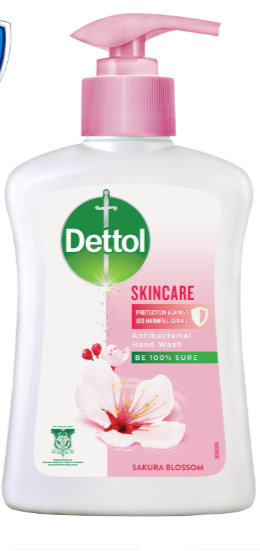 Dettol
SKINCARE
PROTECTION AGAINST
100 HARMFUL GERMS
Antibacterial
Hand Wash
BE 100% SURE
SAKURA BLOSSOM